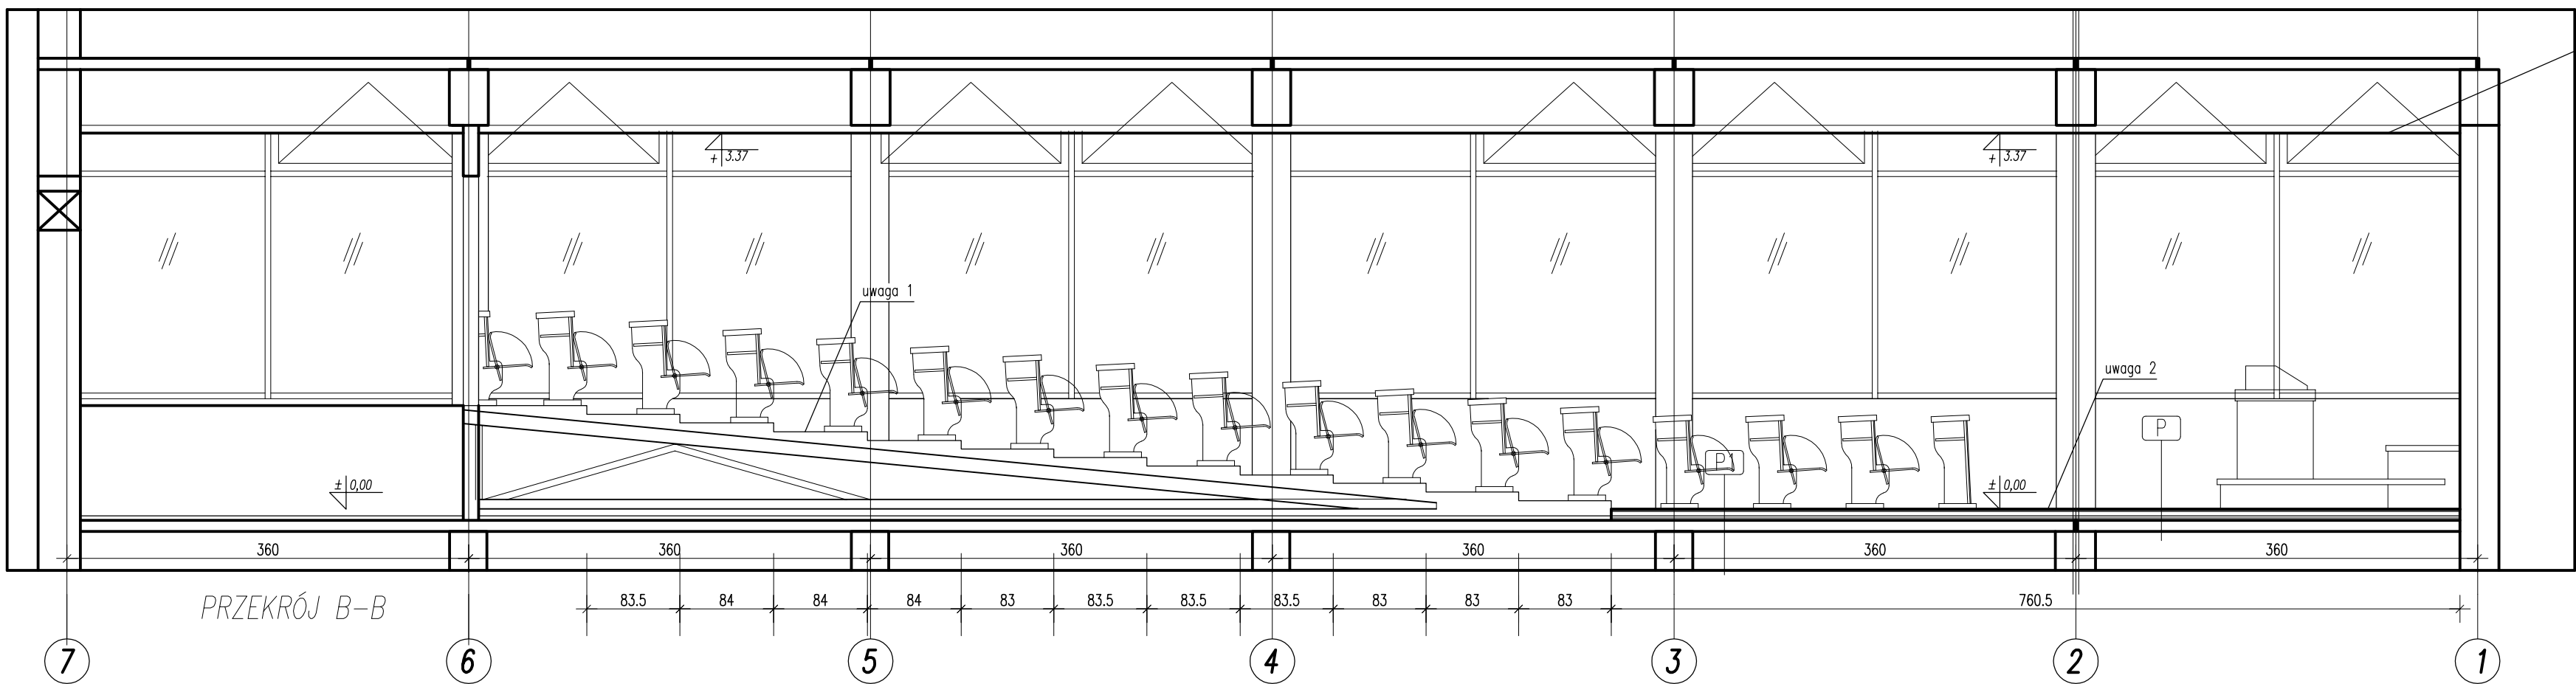 + 3.37
+ 3.37
uwaga 1
uwaga 2
P
P1
± 0,00
± 0,00
360 360 360 360 360 360
PRZEKRÓJ B-B
83.5 84 84 84 83 83.5 83.5 83.5 83 83 83 760.5
7 6 5 4 3 2 1